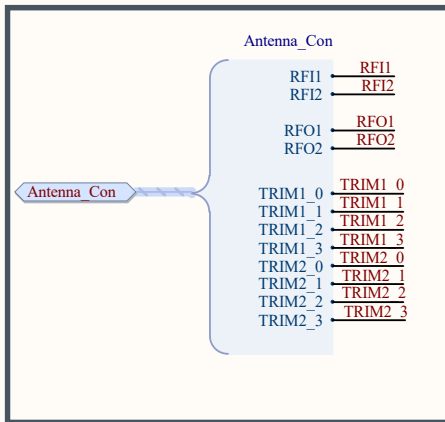 Antenna_Con
RFI1 RFI1
RFI2 RFI2
RFO1 RFO1
RFO2 RFO2
Antenna_Con
TRIM1_0 TRIM1_0
TRIM1_1 TRIM1_1
TRIM1_2 TRIM1_2
TRIM1_3 TRIM1_3
TRIM2_0 TRIM2_0
TRIM2_1 TRIM2_1
TRIM2_2 TRIM2_2
TRIM2_3 TRIM2_3